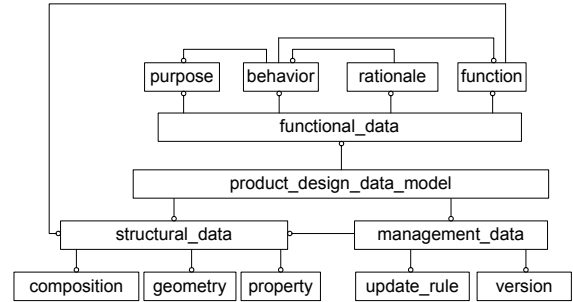 purpose behavior rationale function
functional_data
product_design_data_model
structural_data management_data
composition geometry property update_rule version